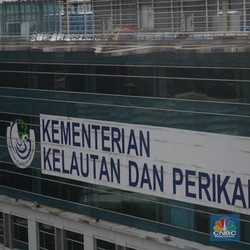 KEMENTERIAN
KELAUTAN DAN PERIKA
CNBC